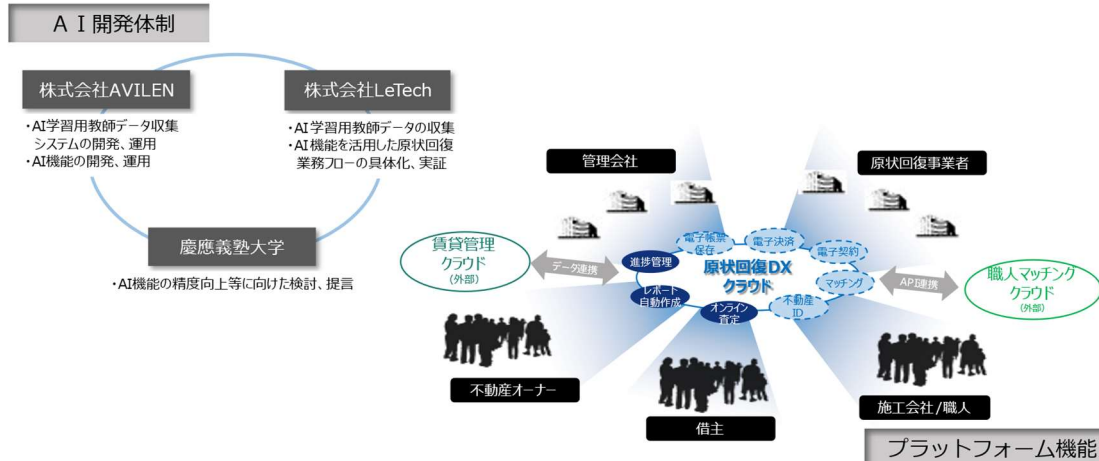 ＡＩ開発体制
株式会社AVILEN
・AI学習用教師データ収集
システムの開発、運用
・AI機能の開発、運用
株式会社LeTech
・AI学習用教師データの収集
・AI機能を活用した原状回復
業務フローの具体化、実証
慶應義塾大学
・AI機能の精度向上等に向けた検討、提言
管理会社
原状回復事業者
賃貸管理
クラウド
(外部)
データ連携
進捗管理
電子帳票
保存
電子決済
電子契約
原状回復DX
クラウド
マッチング
API連携
職人マッチング
クラウド
(外部)
レポート
自動作成
オンライン
査定
不動産
ID
不動産オーナー
借主
施工会社/職人
プラットフォーム機能